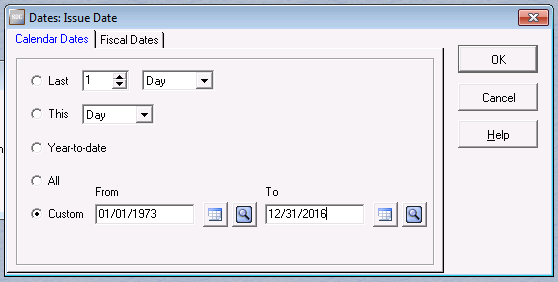 Dates: Issue Date
Calendar Dates Fiscal Dates
Last 1 Day
This Day
Year-to-date
All
From To
Custom 01/01/1973 12/31/2016
OK
Cancel
Help